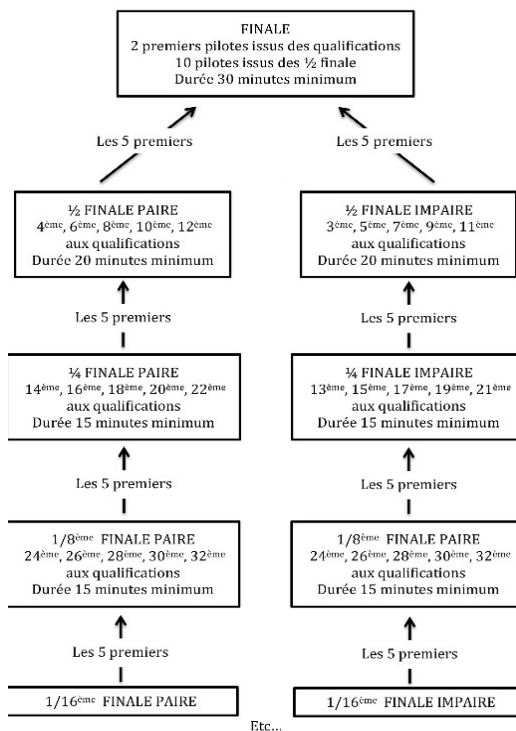 FINALE
2 premiers pilotes issus des qualifications
10 pilotes issus des ½ finale
Durée 30 minutes minimum
Les 5 premiers
Les 5 premiers
½ FINALE PAIRE
4ème, 6ème, 8ème, 10ème, 12ème
aux qualifications
Durée 20 minutes minimum
½ FINALE IMPAIRE
3ème, 5ème, 7ème, 9ème, 11ème
aux qualifications
Durée 20 minutes minimum
Les 5 premiers
Les 5 premiers
¼ FINALE PAIRE
14ème, 16ème, 18ème, 20ème, 22ème
aux qualifications
Durée 15 minutes minimum
¼ FINALE IMPAIRE
13ème, 15ème, 17ème, 19ème, 21ème
aux qualifications
Durée 15 minutes minimum
Les 5 premiers
Les 5 premiers
1/8ème FINALE PAIRE
24ème, 26ème, 28ème, 30ème, 32ème
aux qualifications
Durée 15 minutes minimum
1/8ème FINALE PAIRE
24ème, 26ème, 28ème, 30ème, 32ème
aux qualifications
Durée 15 minutes minimum
Les 5 premiers
Les 5 premiers
1/16ème FINALE PAIRE
1/16ème FINALE IMPAIRE
Etc...